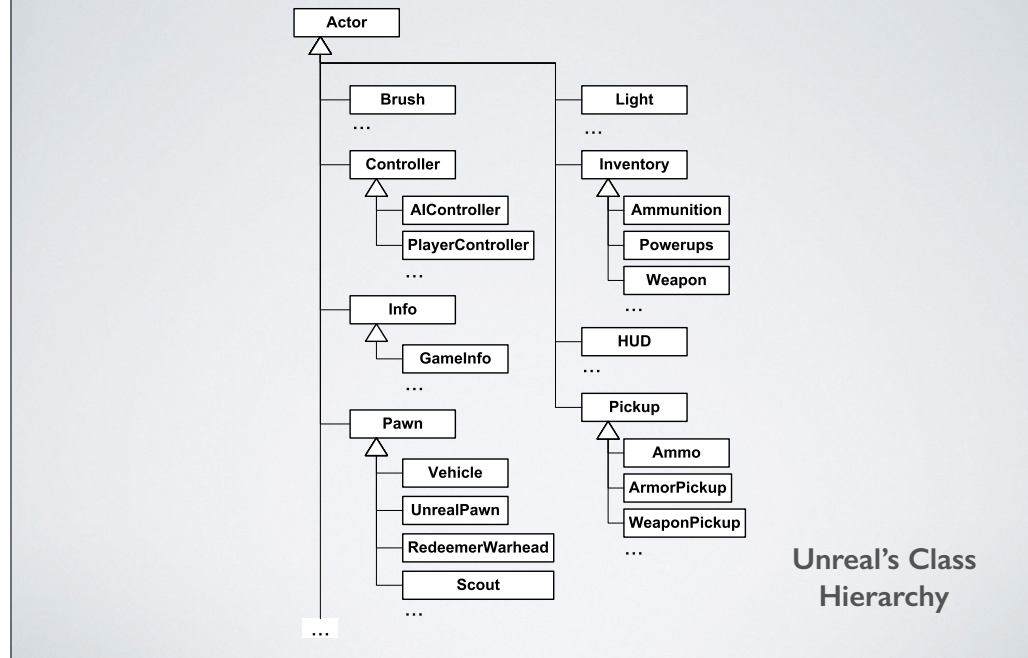 Actor
Brush
...
Controller
AIController
PlayerController
...
Info
GameInfo
...
Pawn
Vehicle
UnrealPawn
RedeemerWarhead
Scout
...
...
Light
...
Inventory
Ammunition
Powerups
Weapon
...
HUD
...
Pickup
Ammo
ArmorPickup
WeaponPickup
...
Unreal’s Class
Hierarchy